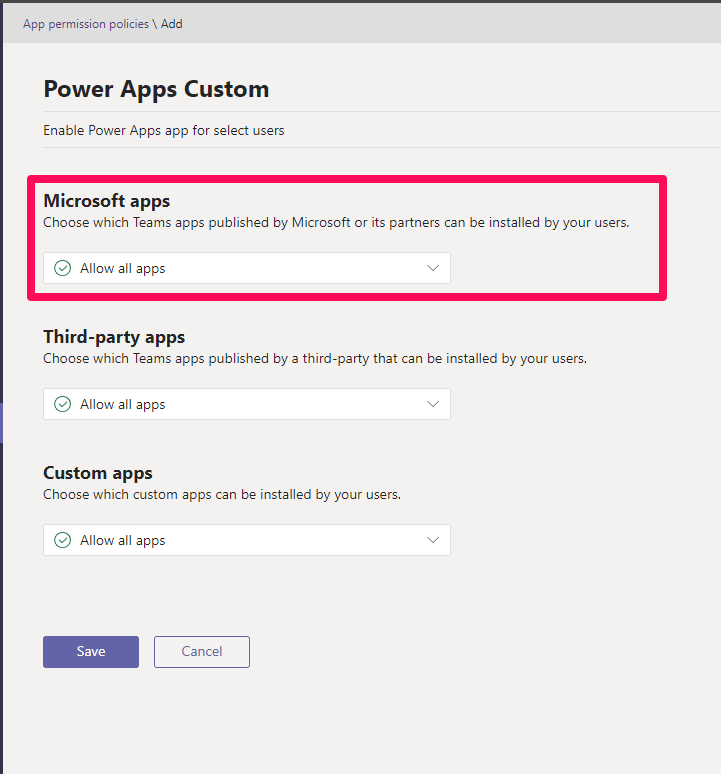 App permission policies \ Add
Power Apps Custom
Enable Power Apps app for select users
Microsoft apps
Choose which Teams apps published by Microsoft or its partners can be installed by your users.
Allow all apps
Third-party apps
Choose which Teams apps published by a third-party that can be installed by your users.
Allow all apps
Custom apps
Choose which custom apps can be installed by your users.
Allow all apps
Save Cancel